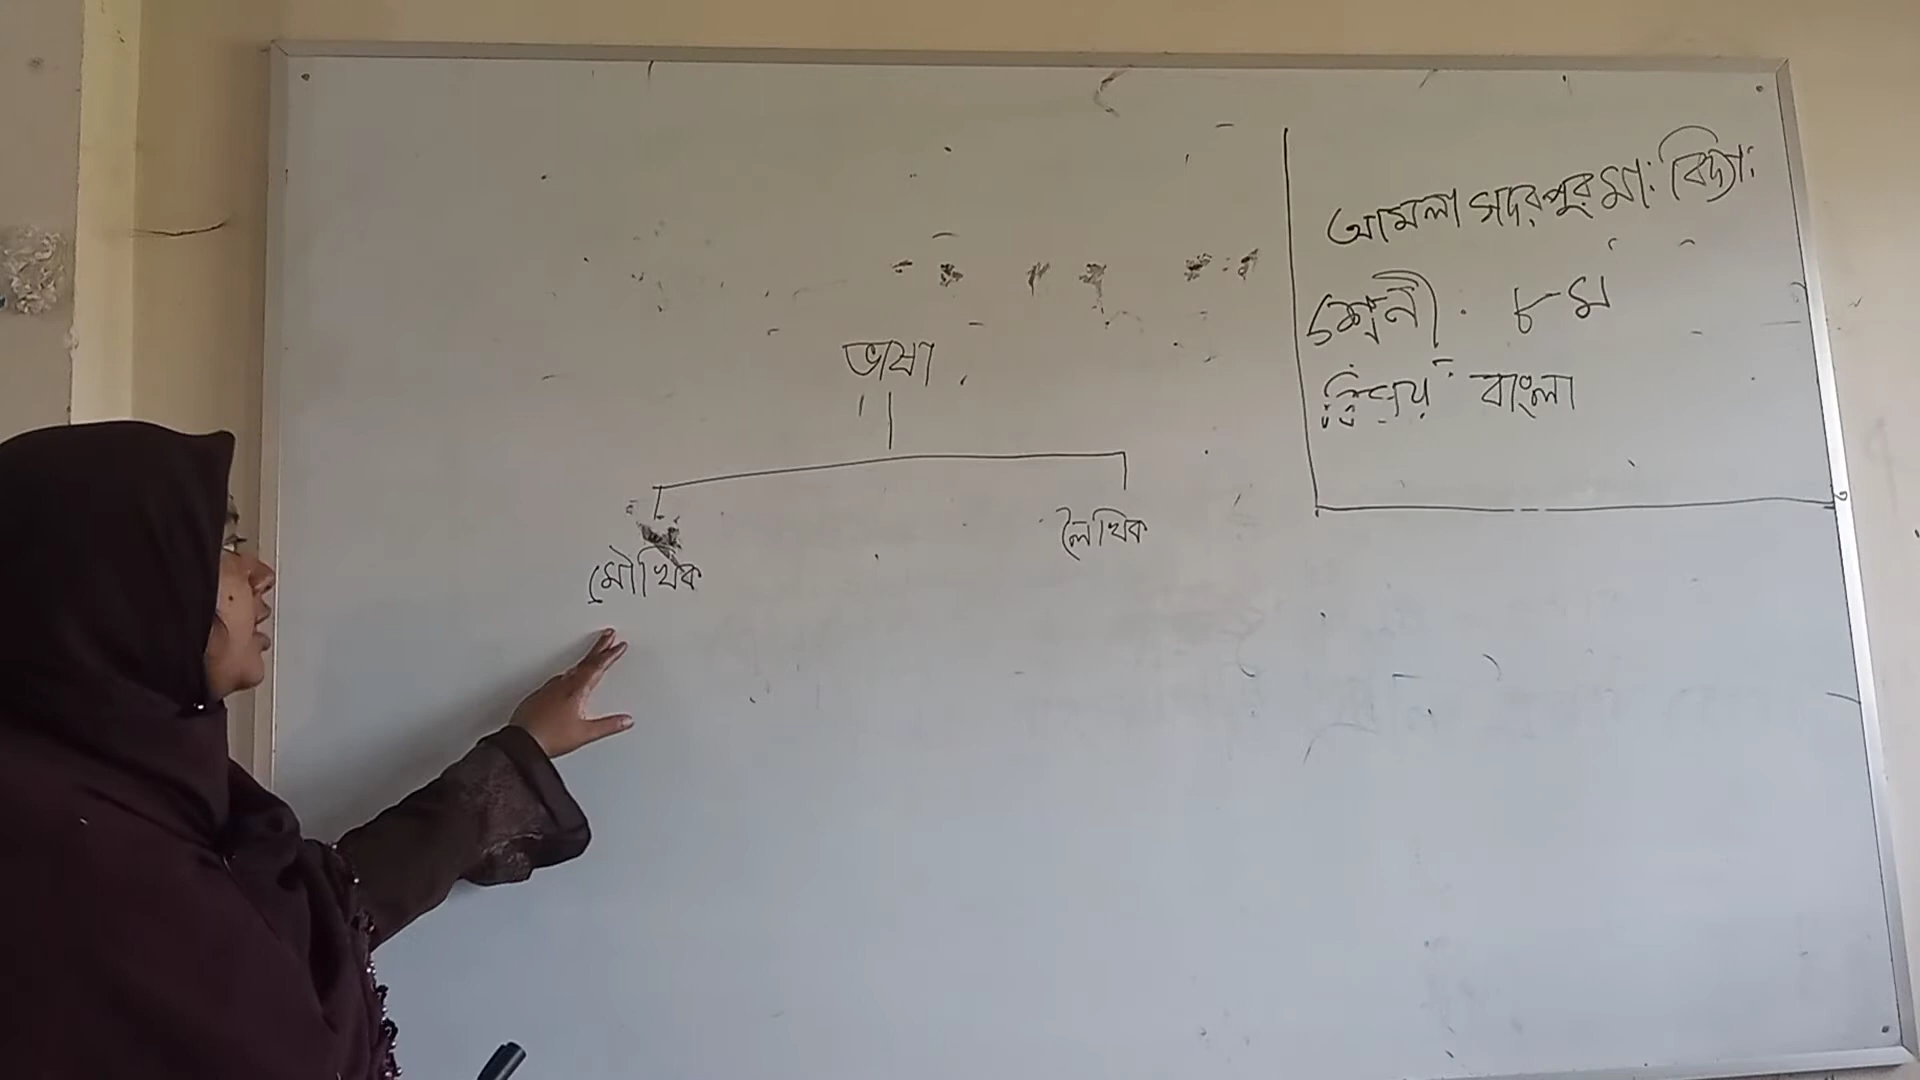 আমলা সদরপুর মা: বিদ্যা:
শ্রেনী. ৮ম
বিষয় বাংলা
ভাষা
মৌখিক
লৈখিক